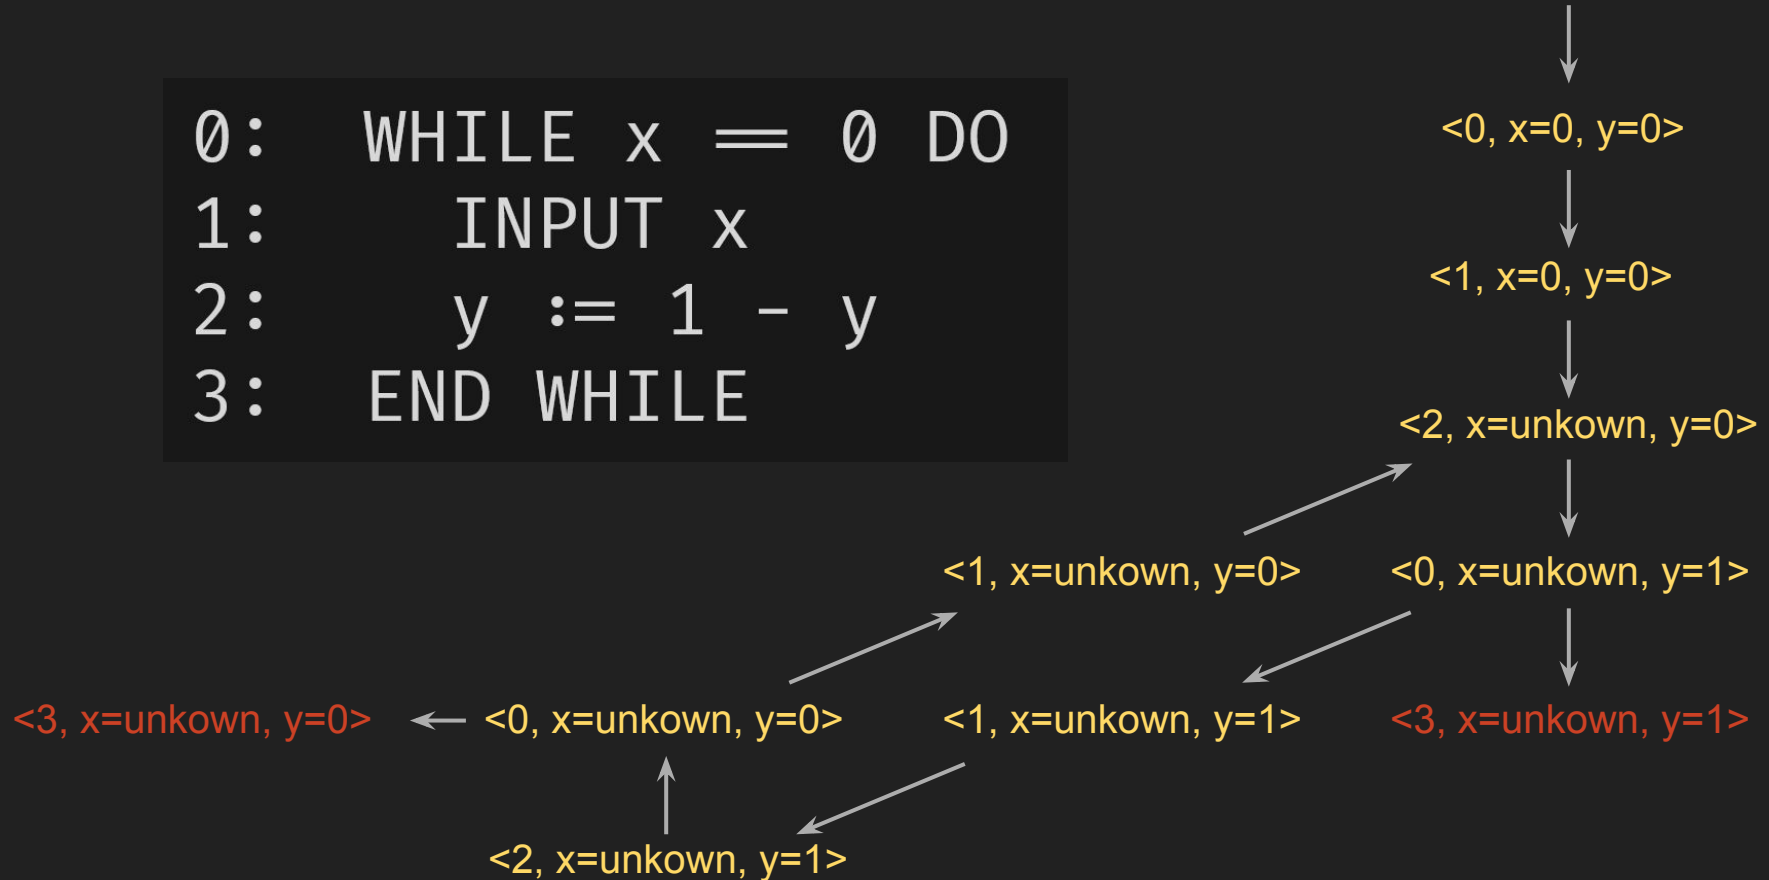 0: WHILE x == 0 DO
1: INPUT x
2: y := 1 - y
3: END WHILE
<0, x=0, y=0>
<1, x=0, y=0>
<2, x=unkown, y=0>
<1, x=unkown, y=0> <0, x=unkown, y=1>
<3, x=unkown, y=0> <0, x=unkown, y=0> <1, x=unkown, y=1> <3, x=unkown, y=1>
<2, x=unkown, y=1>